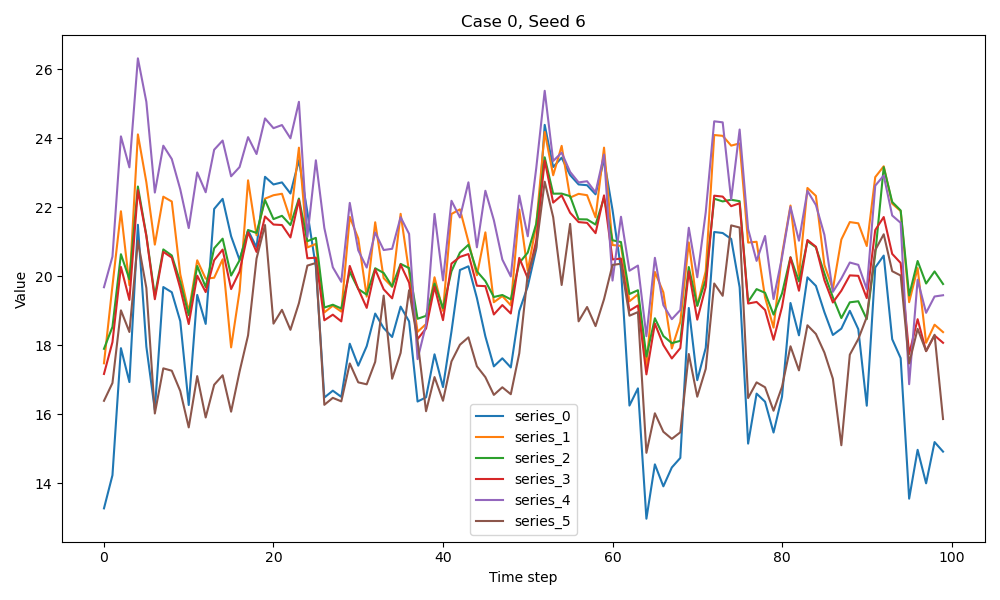 Case 0, Seed 6
Value
26
24
22
20
18
16
14
series_0
series_1
series_2
series_3
series_4
series_5
0
20
40
60
80
100
Time step